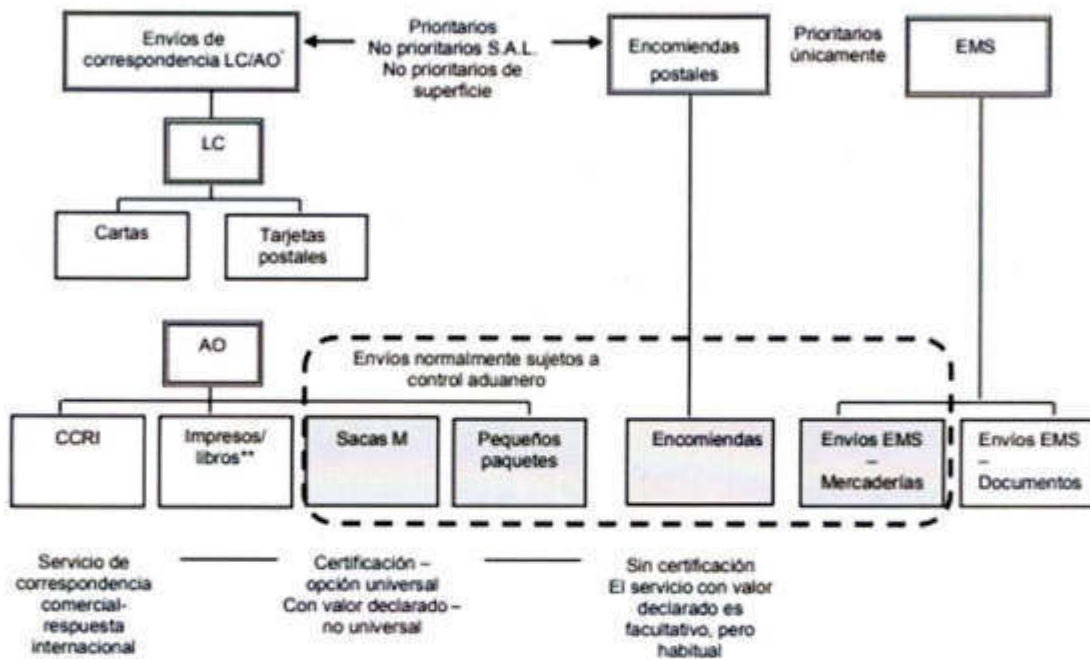 Envíos de
correspondencia LC/AO*
Prioritarios
No prioritarios S.A.L.
No prioritarios de
superficie
Encomiendas
postales
Prioritarios
únicamente
EMS
LC
Cartas
Tarjetas
postales
AO
Envíos normalmente sujetos a
control aduanero
CCRI
Impresos/
libros**
Sacas M
Pequeños
paquetes
Encomiendas
Envíos EMS
–
Mercaderías
Envíos EMS
–
Documentos
Servicio de
correspondencia
comercial-
respuesta
internacional
Certificación –
opción universal
Con valor declarado –
no universal
Sin certificación
El servicio con valor
declarado es
facultativo, pero
habitual